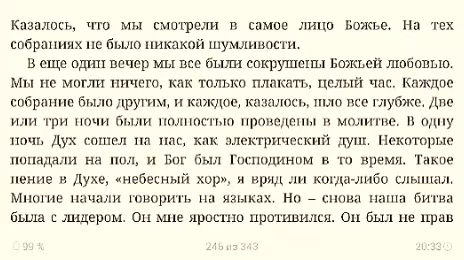 Казалось, что мы смотрели в самое лицо Божье. На тех
собраниях не было никакой шумливости.
В еще один вечер мы все были сокрушены Божьей любовью.
Мы не могли ничего, как только плакать, целый час. Каждое
собрание было другим, и каждое, казалось, шло все глубже. Две
или три ночи были полностью проведены в молитве. В одну
ночь Дух сошел на нас, как электрический душ. Некоторые
попадали на пол, и Бог был Господином в то время. Такое
пение в Духе, «небесный хор», я вряд ли когда-либо слышал.
Многие начали говорить на языках. Но – снова наша битва
была с лидером. Он мне яростно противился. Он был не прав
99 % 246 из 343 20:33